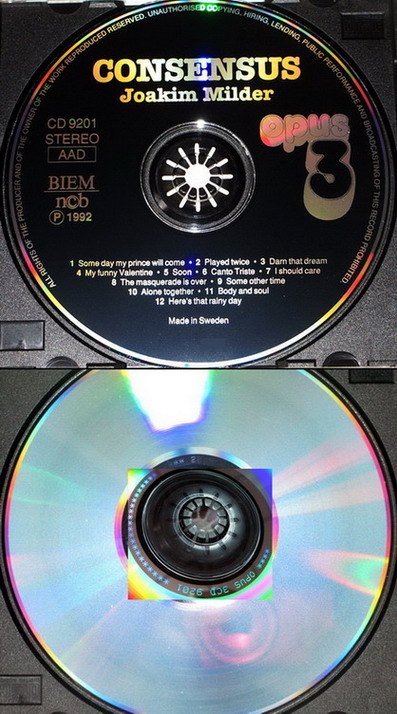 ALL RIGHTS OF THE PRODUCER AND OF THE OWNER OF THE WORK REPRODUCED RESERVED. UNAUTHORISED COPYING, HIRING, LENDING, PUBLIC PERFORMANCE AND BROADCASTING OF THIS RECORD PROHIBITED.
CONSENSUS
Joakim Milder
CD 9201
STEREO
AAD
BIEM
ncb
Ⓟ 1992
opus
3
1 Some day my prince will come • 2 Played twice • 3 Darn that dream
4 My funny Valentine • 5 Soon • 6 Canto Triste • 7 I should care
8 The masquerade is over • 9 Some other time
10 Alone together • 11 Body and soul
12 Here's that rainy day
Made in Sweden
*** OPUS 3CD 9201 ***